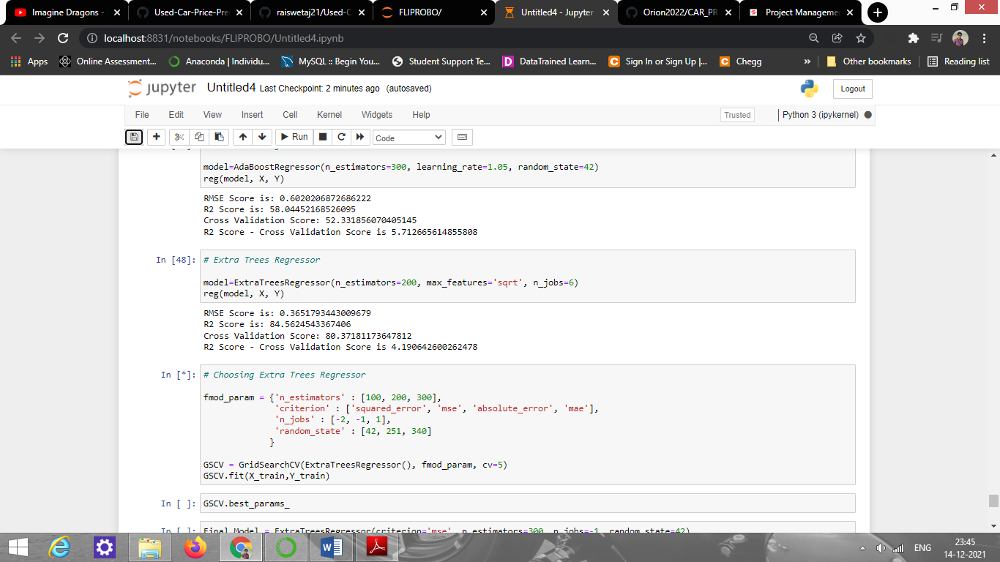 Imagine Dragons -
Used-Car-Price-Pre
raiswetaj21/Used-C
FLIPROBO/
Untitled4 - Jupyter
Orion2022/CAR_PR
Project Manageme
localhost:8831/notebooks/FLIPROBO/Untitled4.ipynb
Apps
Online Assessment...
Anaconda | Individu...
MySQL :: Begin You...
Student Support Te...
DataTrained Learn...
Sign In or Sign Up |...
Chegg
»
Other bookmarks
Reading list
jupyter Untitled4 Last Checkpoint: 2 minutes ago (autosaved)
Logout
File Edit View Insert Cell Kernel Widgets Help
Trusted
Python 3 (ipykernel)
Run
Code
model=AdaBoostRegressor(n_estimators=300, learning_rate=1.05, random_state=42)
reg(model, X, Y)
RMSE Score is: 0.6020206872686222
R2 Score is: 58.04452168526095
Cross Validation Score: 52.331856070405145
R2 Score - Cross Validation Score is 5.712665614855808
In [48]: # Extra Trees Regressor
model=ExtraTreesRegressor(n_estimators=200, max_features='sqrt', n_jobs=6)
reg(model, X, Y)
RMSE Score is: 0.3651793443009679
R2 Score is: 84.5624543367406
Cross Validation Score: 80.37181173647812
R2 Score - Cross Validation Score is 4.190642600262478
In [*]: # Choosing Extra Trees Regressor
fmod_param = {'n_estimators' : [100, 200, 300],
'criterion' : ['squared_error', 'mse', 'absolute_error', 'mae'],
'n_jobs' : [-2, -1, 1],
'random_state' : [42, 251, 340]
}
GSCV = GridSearchCV(ExtraTreesRegressor(), fmod_param, cv=5)
GSCV.fit(X_train,Y_train)
In [ ]: GSCV.best_params_
In [ ]: Final_Model = ExtraTreesRegressor(criterion='mse', n_estimators=300, n_jobs=-1, random_state=42)
ENG
23:45
14-12-2021